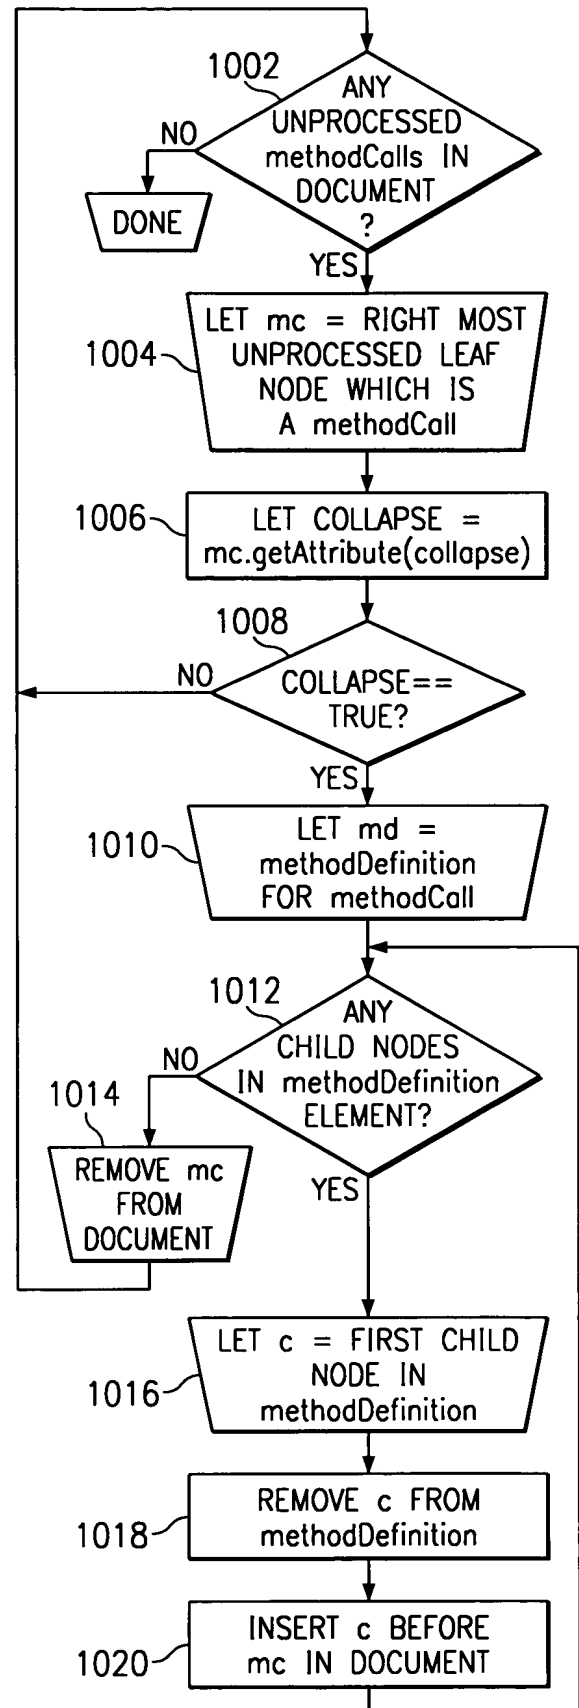 1002
ANY
UNPROCESSED
methodCalls IN
DOCUMENT
?
NO
DONE
YES
LET mc = RIGHT MOST
UNPROCESSED LEAF
NODE WHICH IS
A methodCall
1004
1006
LET COLLAPSE =
mc.getAttribute(collapse)
1008
NO
COLLAPSE==
TRUE?
YES
1010
LET md =
methodDefinition
FOR methodCall
1012
ANY
CHILD NODES
IN methodDefinition
ELEMENT?
NO
1014
REMOVE mc
FROM
DOCUMENT
YES
LET c = FIRST CHILD
NODE IN
methodDefinition
1016
REMOVE c FROM
methodDefinition
1018
INSERT c BEFORE
mc IN DOCUMENT
1020